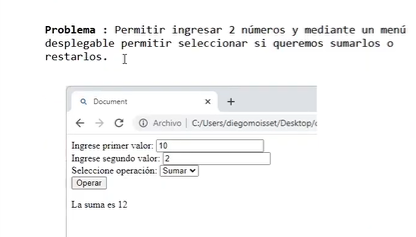 Problema : Permitir ingresar 2 números y mediante un menú
desplegable permitir seleccionar si queremos sumarlos o
restarlos.
Document
Archivo | C:/Users/diegomoisset/Desktop/
Ingrese primer valor: 10
Ingrese segundo valor: 2
Seleccione operación: Sumar
Operar
La suma es 12